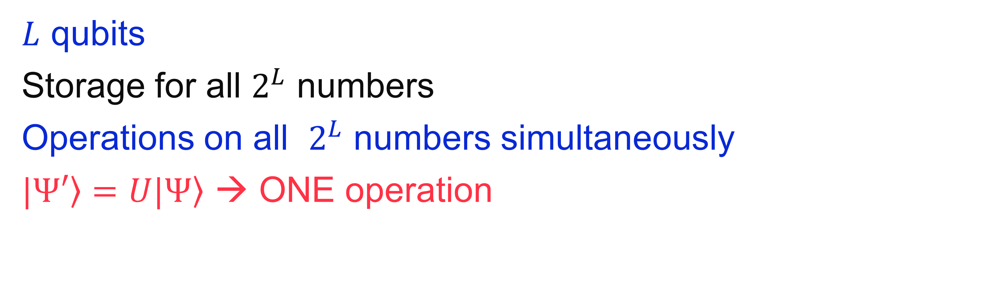 L qubits
Storage for all 2^L numbers
Operations on all 2^L numbers simultaneously
|Ψ′⟩ = U|Ψ⟩ → ONE operation